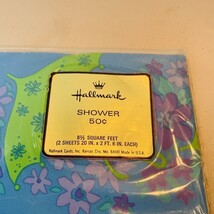 Hallmark
SHOWER
50¢
8⅓ SQUARE FEET
(2 SHEETS 20 IN. x 2 FT. 6 IN. EACH)
Hallmark Cards, Inc. Kansas City, Mo. 64141 Made in U.S.A.